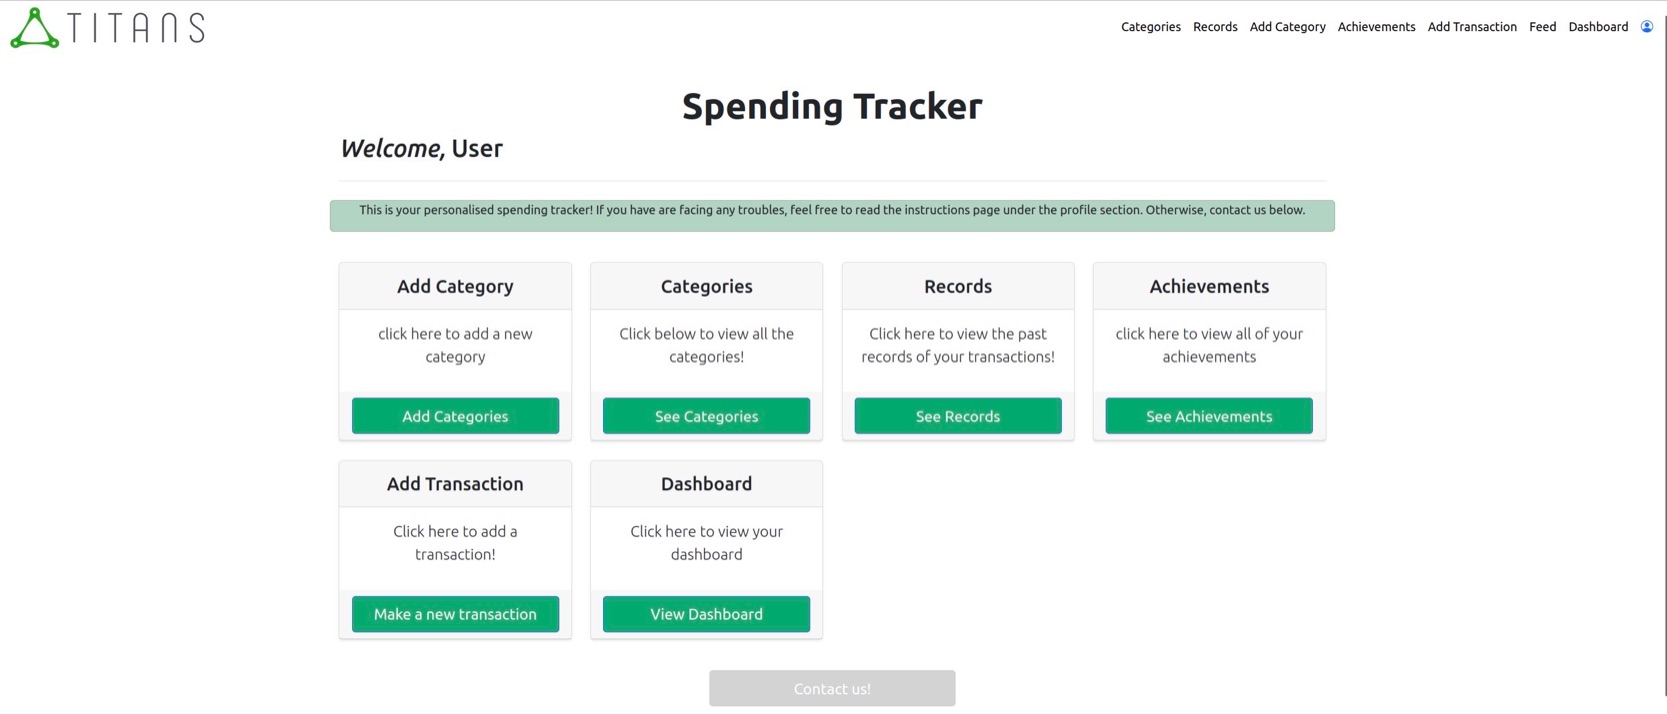 TITANS
Categories Records Add Category Achievements Add Transaction Feed Dashboard
Spending Tracker
Welcome, User
This is your personalised spending tracker! If you have are facing any troubles, feel free to read the instructions page under the profile section. Otherwise, contact us below.
Add Category
click here to add a new
category
Add Categories
Categories
Click below to view all the
categories!
See Categories
Records
Click here to view the past
records of your transactions!
See Records
Achievements
click here to view all of your
achievements
See Achievements
Add Transaction
Click here to add a
transaction!
Make a new transaction
Dashboard
Click here to view your
dashboard
View Dashboard
Contact us!